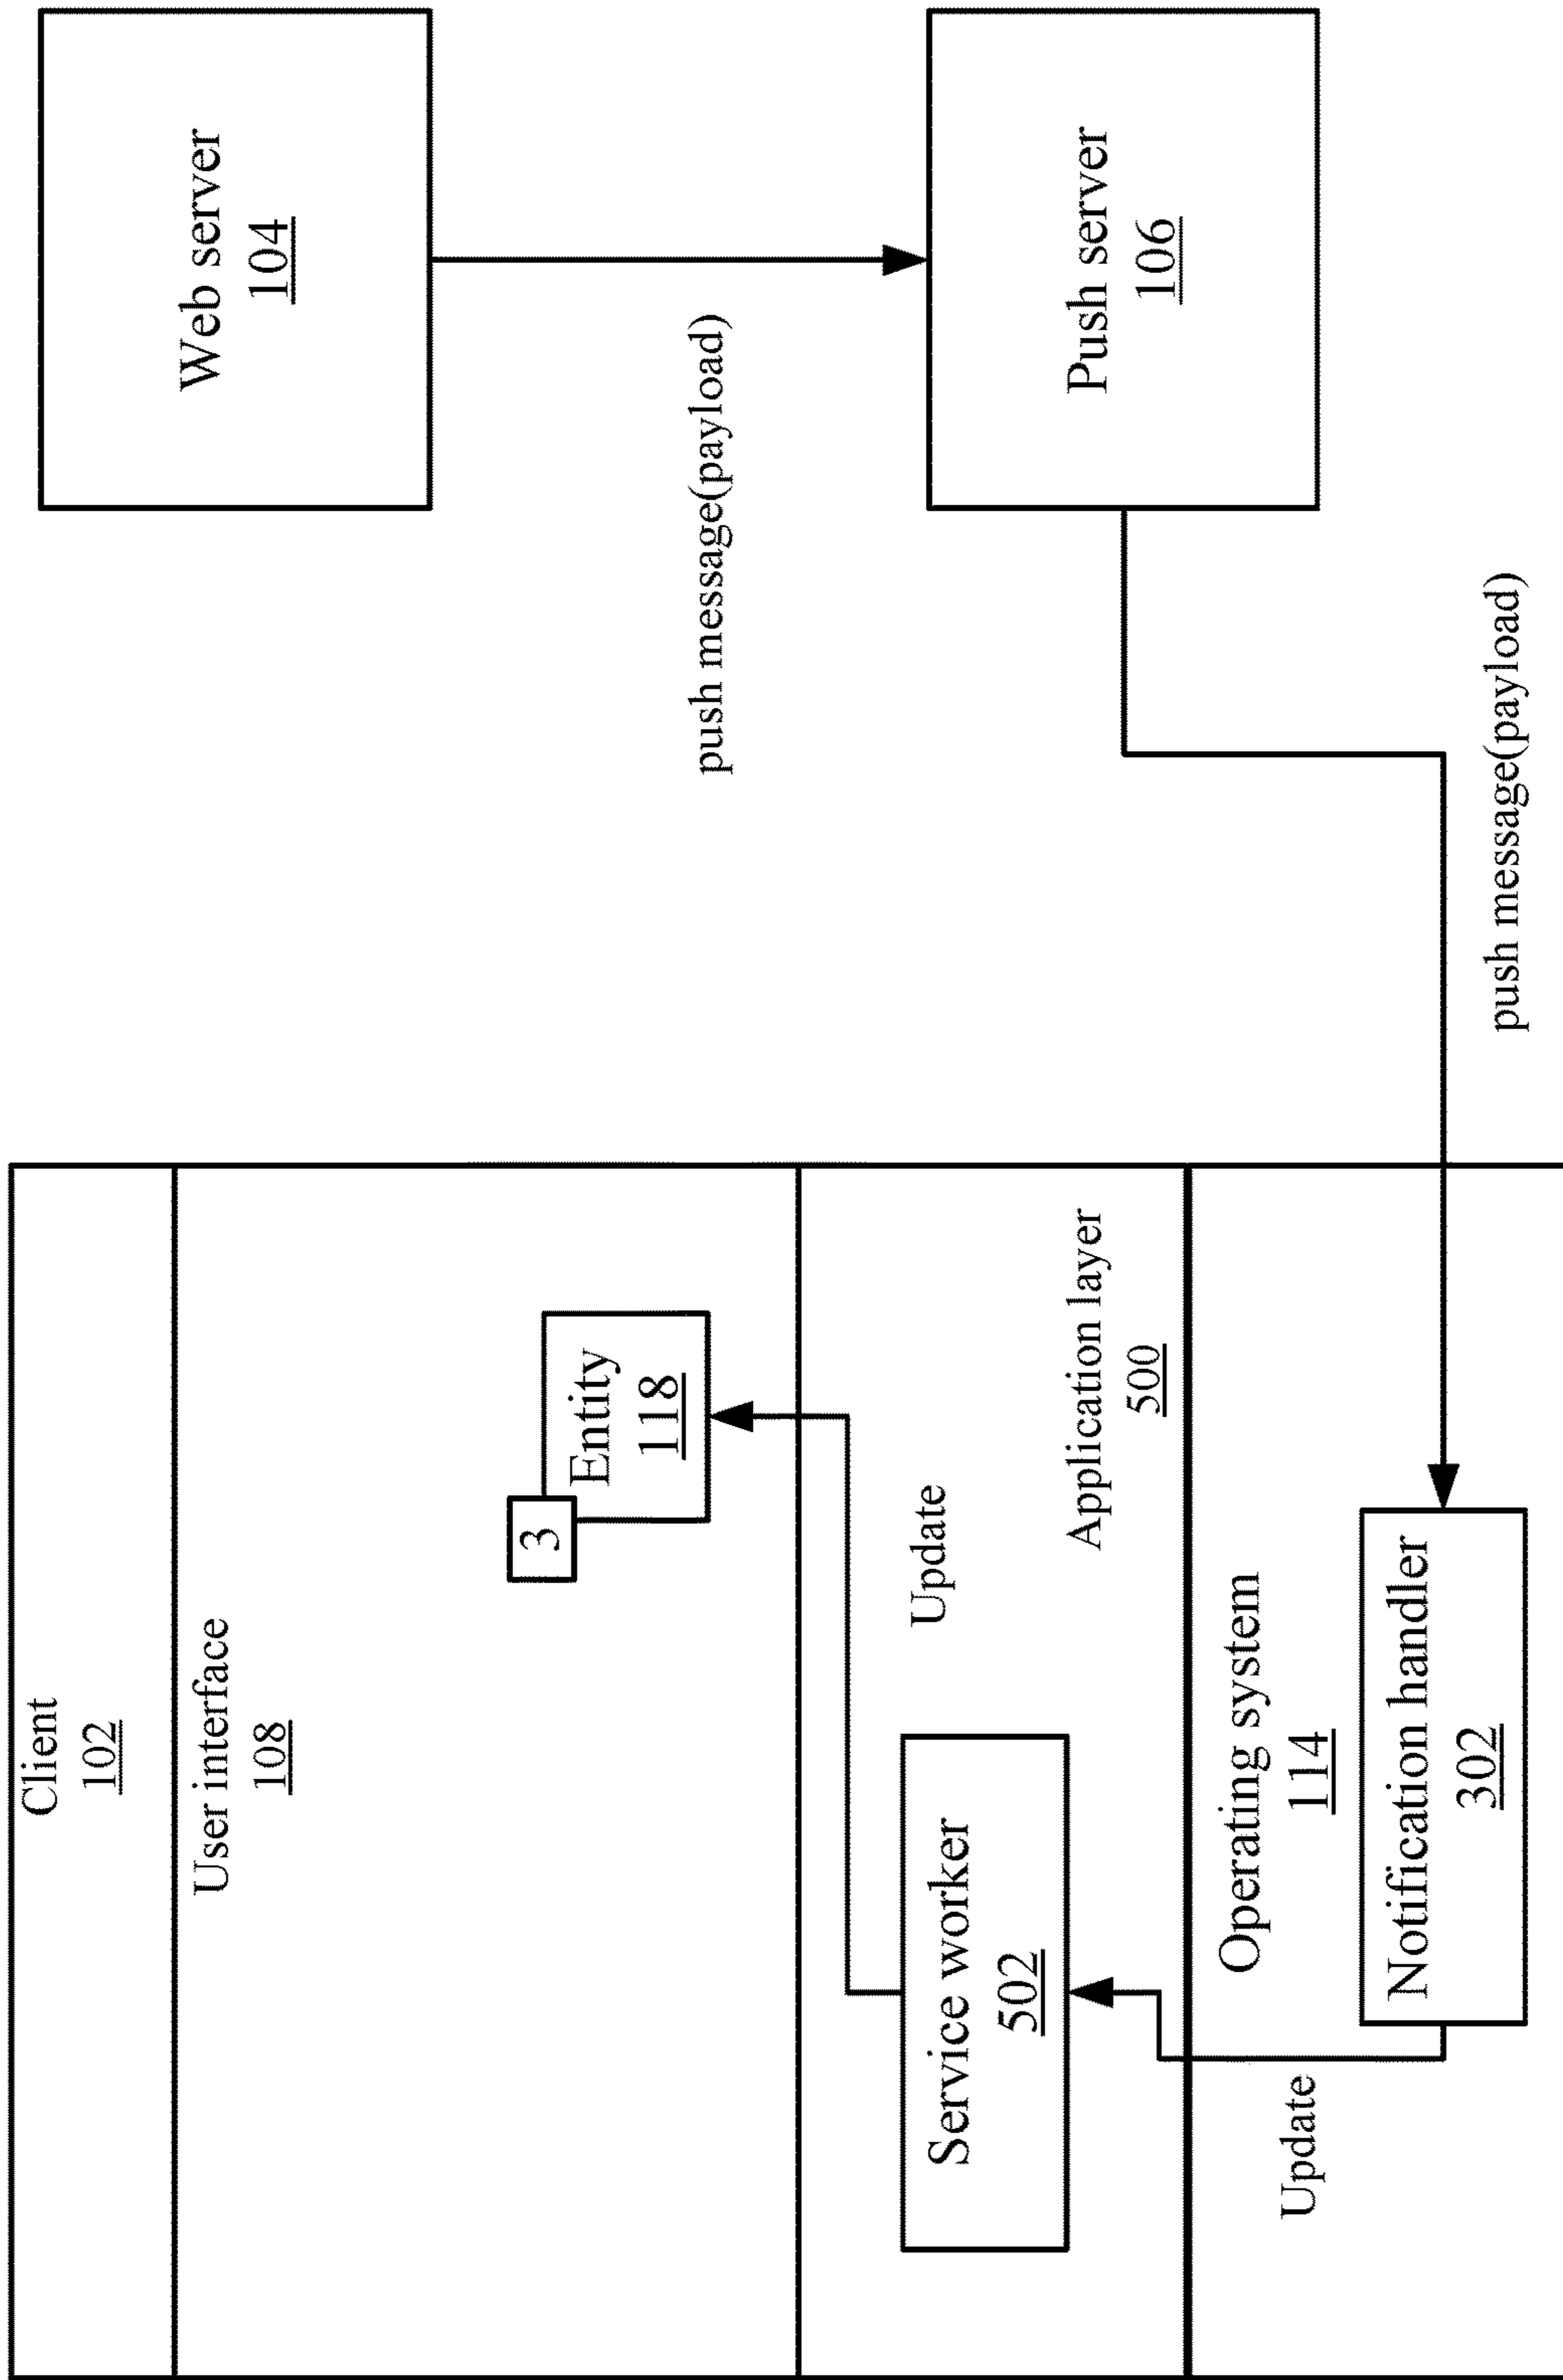 Client
102
User interface
108
3
Entity
118
Update
Service worker
502
Application layer
500
Operating system
114
Update
Notification handler
302
Web server
104
push message(payload)
Push server
106
push message(payload)